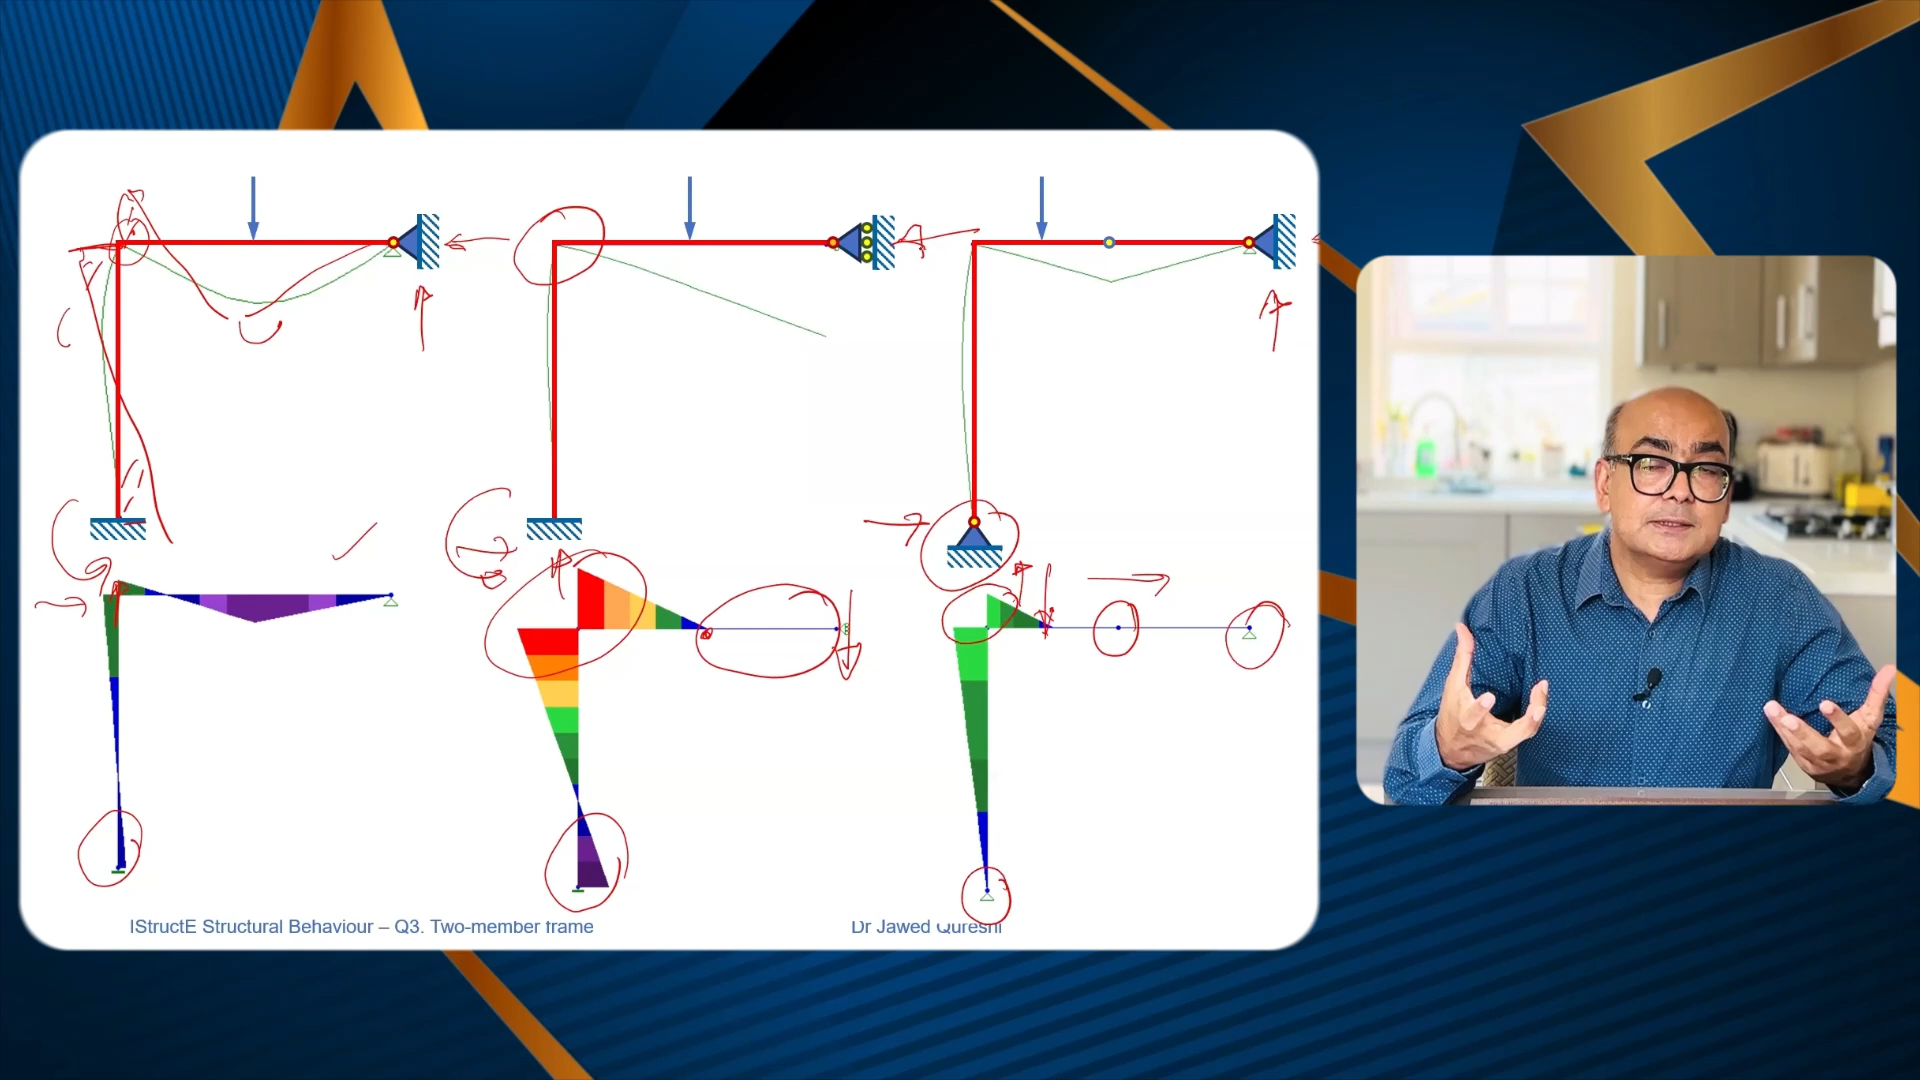 IStructE Structural Behaviour – Q3. Two-member frame
Dr Jawed Qureshi